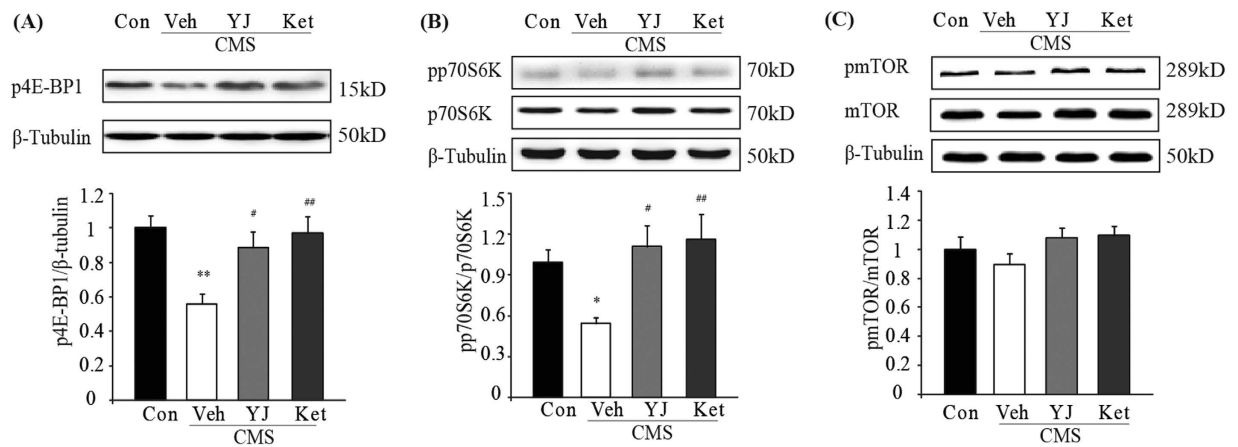 (A)
Con Veh YJ Ket
CMS
p4E-BP1
15kD
β-Tubulin
50kD
p4E-BP1/β-tubulin
1.2
1
0.8
0.6
0.4
0.2
0
**
#
##
Con Veh YJ Ket
CMS
(B)
Con Veh YJ Ket
CMS
pp70S6K
70kD
p70S6K
70kD
β-Tubulin
50kD
pp70S6K/p70S6K
1.5
1.2
0.9
0.6
0.3
0
*
#
##
Con Veh YJ Ket
CMS
(C)
Con Veh YJ Ket
CMS
pmTOR
289kD
mTOR
289kD
β-Tubulin
50kD
pmTOR/mTOR
1.4
1.2
1
0.8
0.6
0.4
0.2
0
Con Veh YJ Ket
CMS